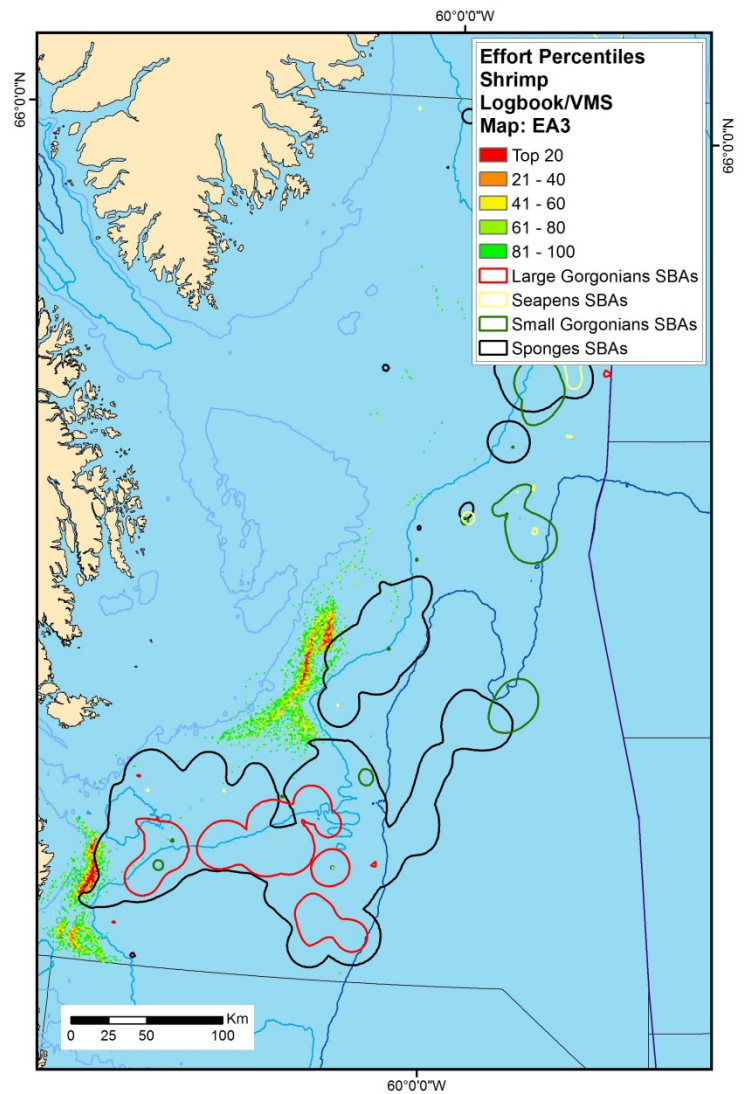 60°0'0"W
66°0'0"N
66°0'0"N
Effort Percentiles
Shrimp
Logbook/VMS
Map: EA3
Top 20
21 - 40
41 - 60
61 - 80
81 - 100
Large Gorgonians SBAs
Seapens SBAs
Small Gorgonians SBAs
Sponges SBAs
Km
0 25 50 100
60°0'0"W